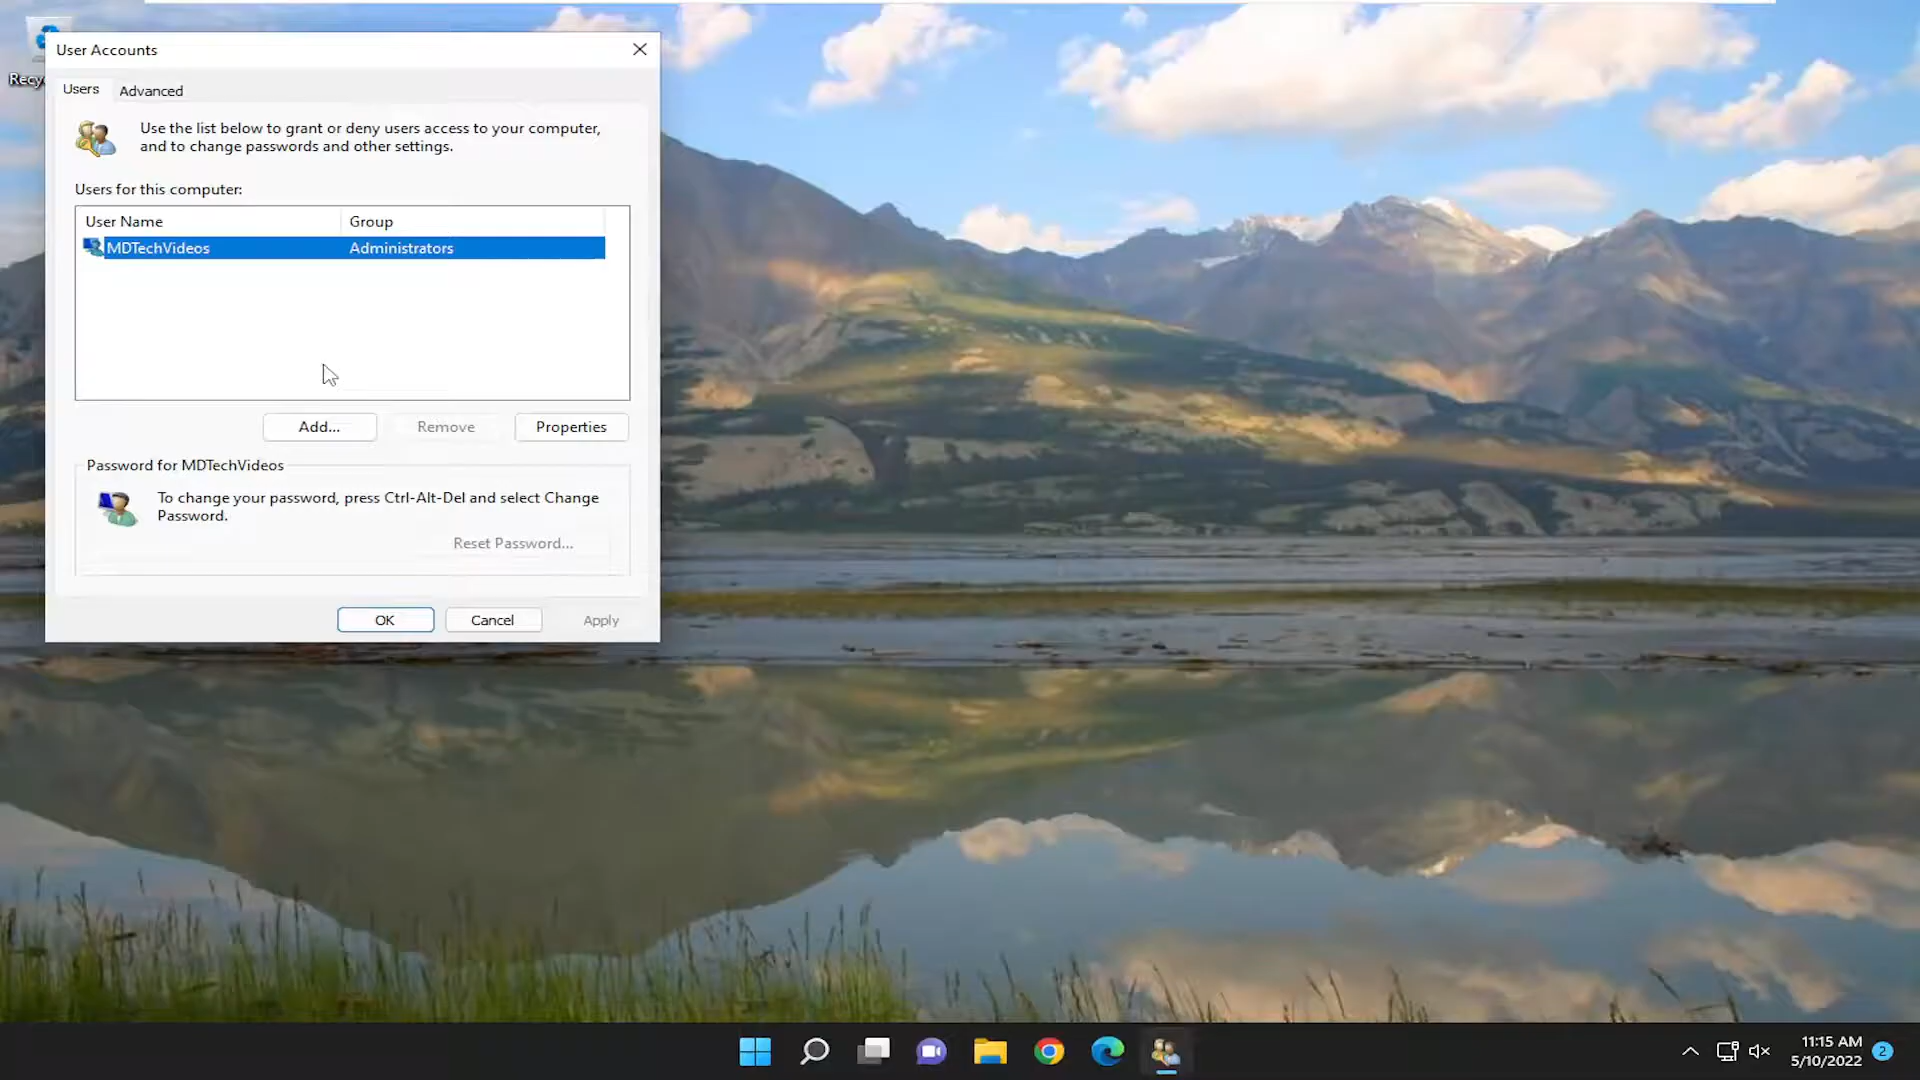 Recy
User Accounts
Users
Advanced
Use the list below to grant or deny users access to your computer,
and to change passwords and other settings.
Users for this computer:
User Name
Group
MDTechVideos
Administrators
Add...
Remove
Properties
Password for MDTechVideos
To change your password, press Ctrl-Alt-Del and select Change
Password.
Reset Password...
OK
Cancel
Apply
11:15 AM
5/10/2022
2